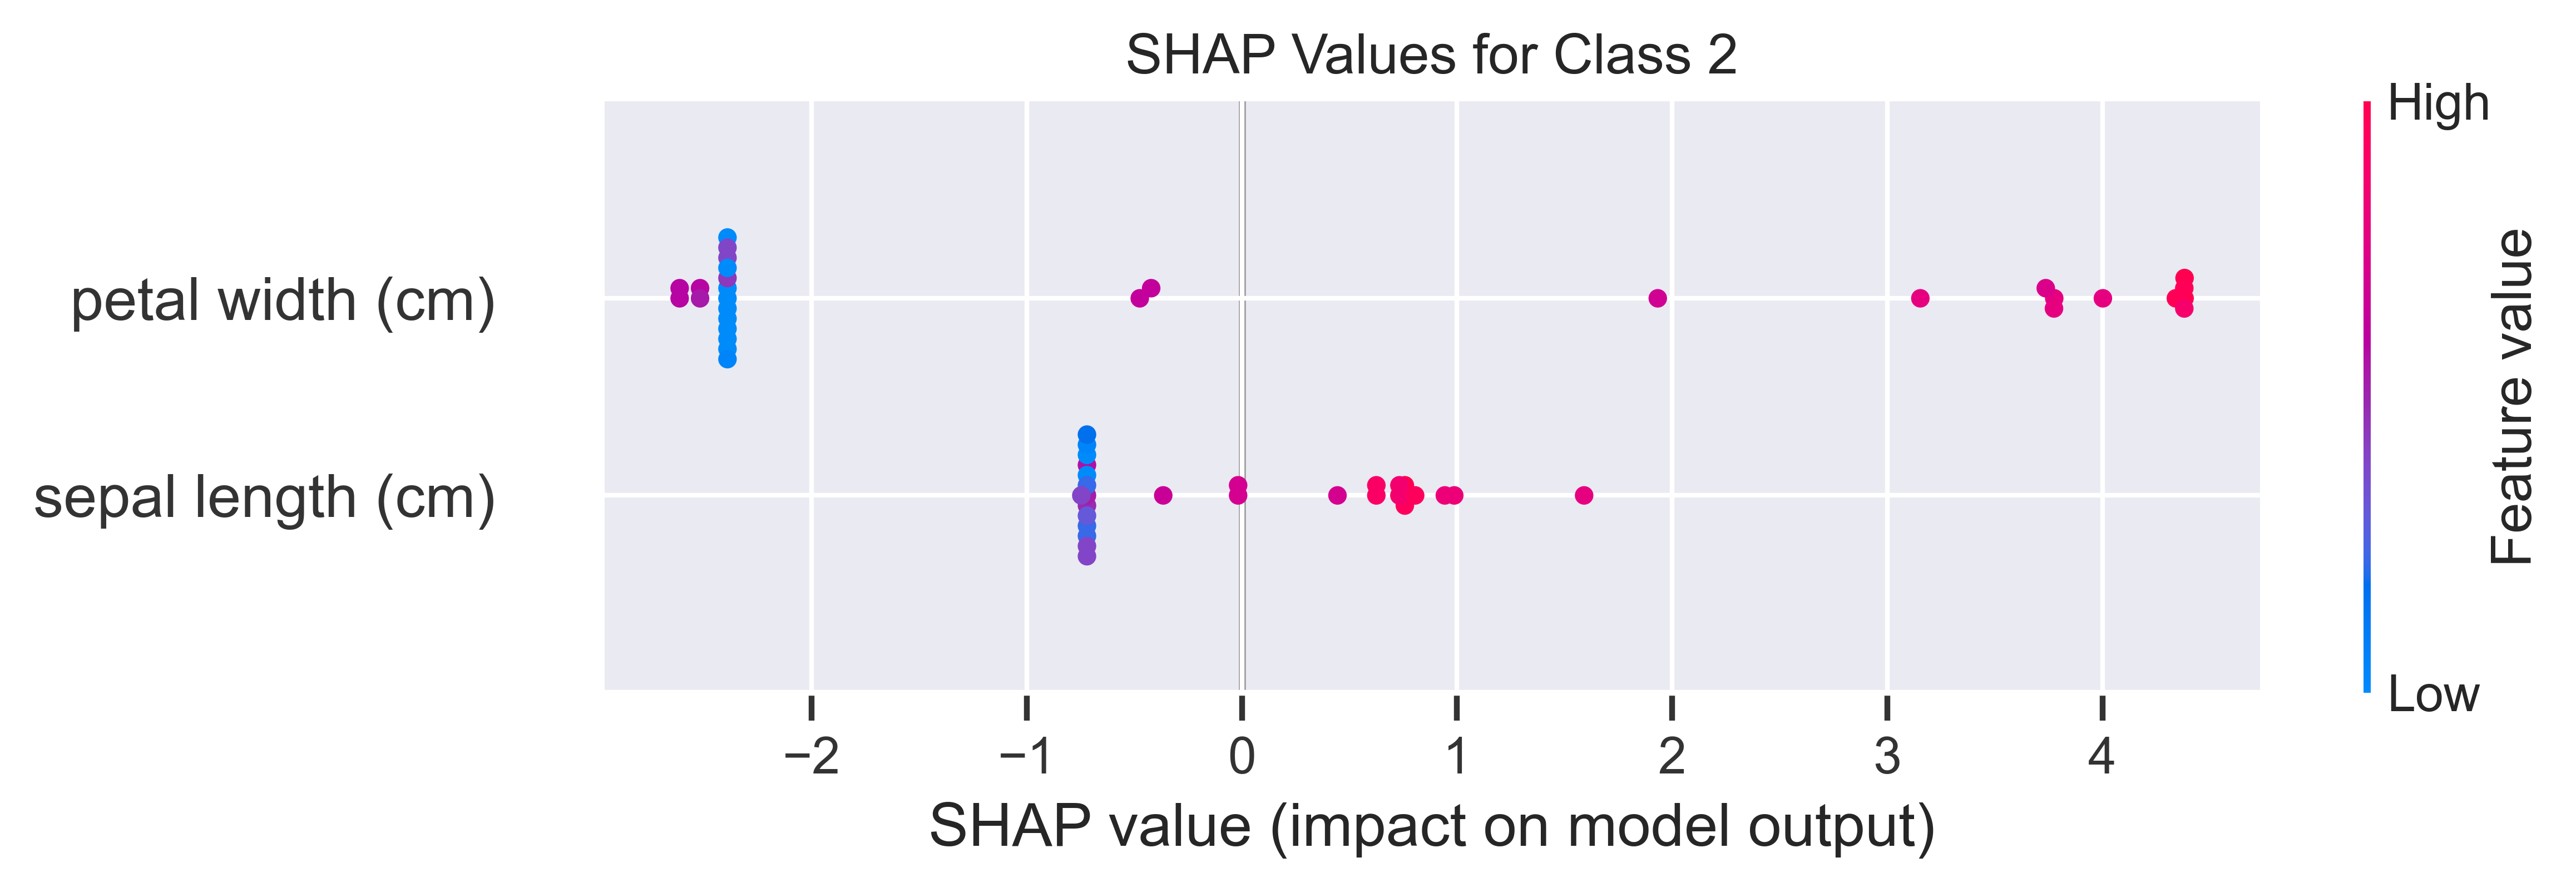 SHAP Values for Class 2
High
petal width (cm)
sepal length (cm)
Feature value
Low
−2 −1 0 1 2 3 4
SHAP value (impact on model output)